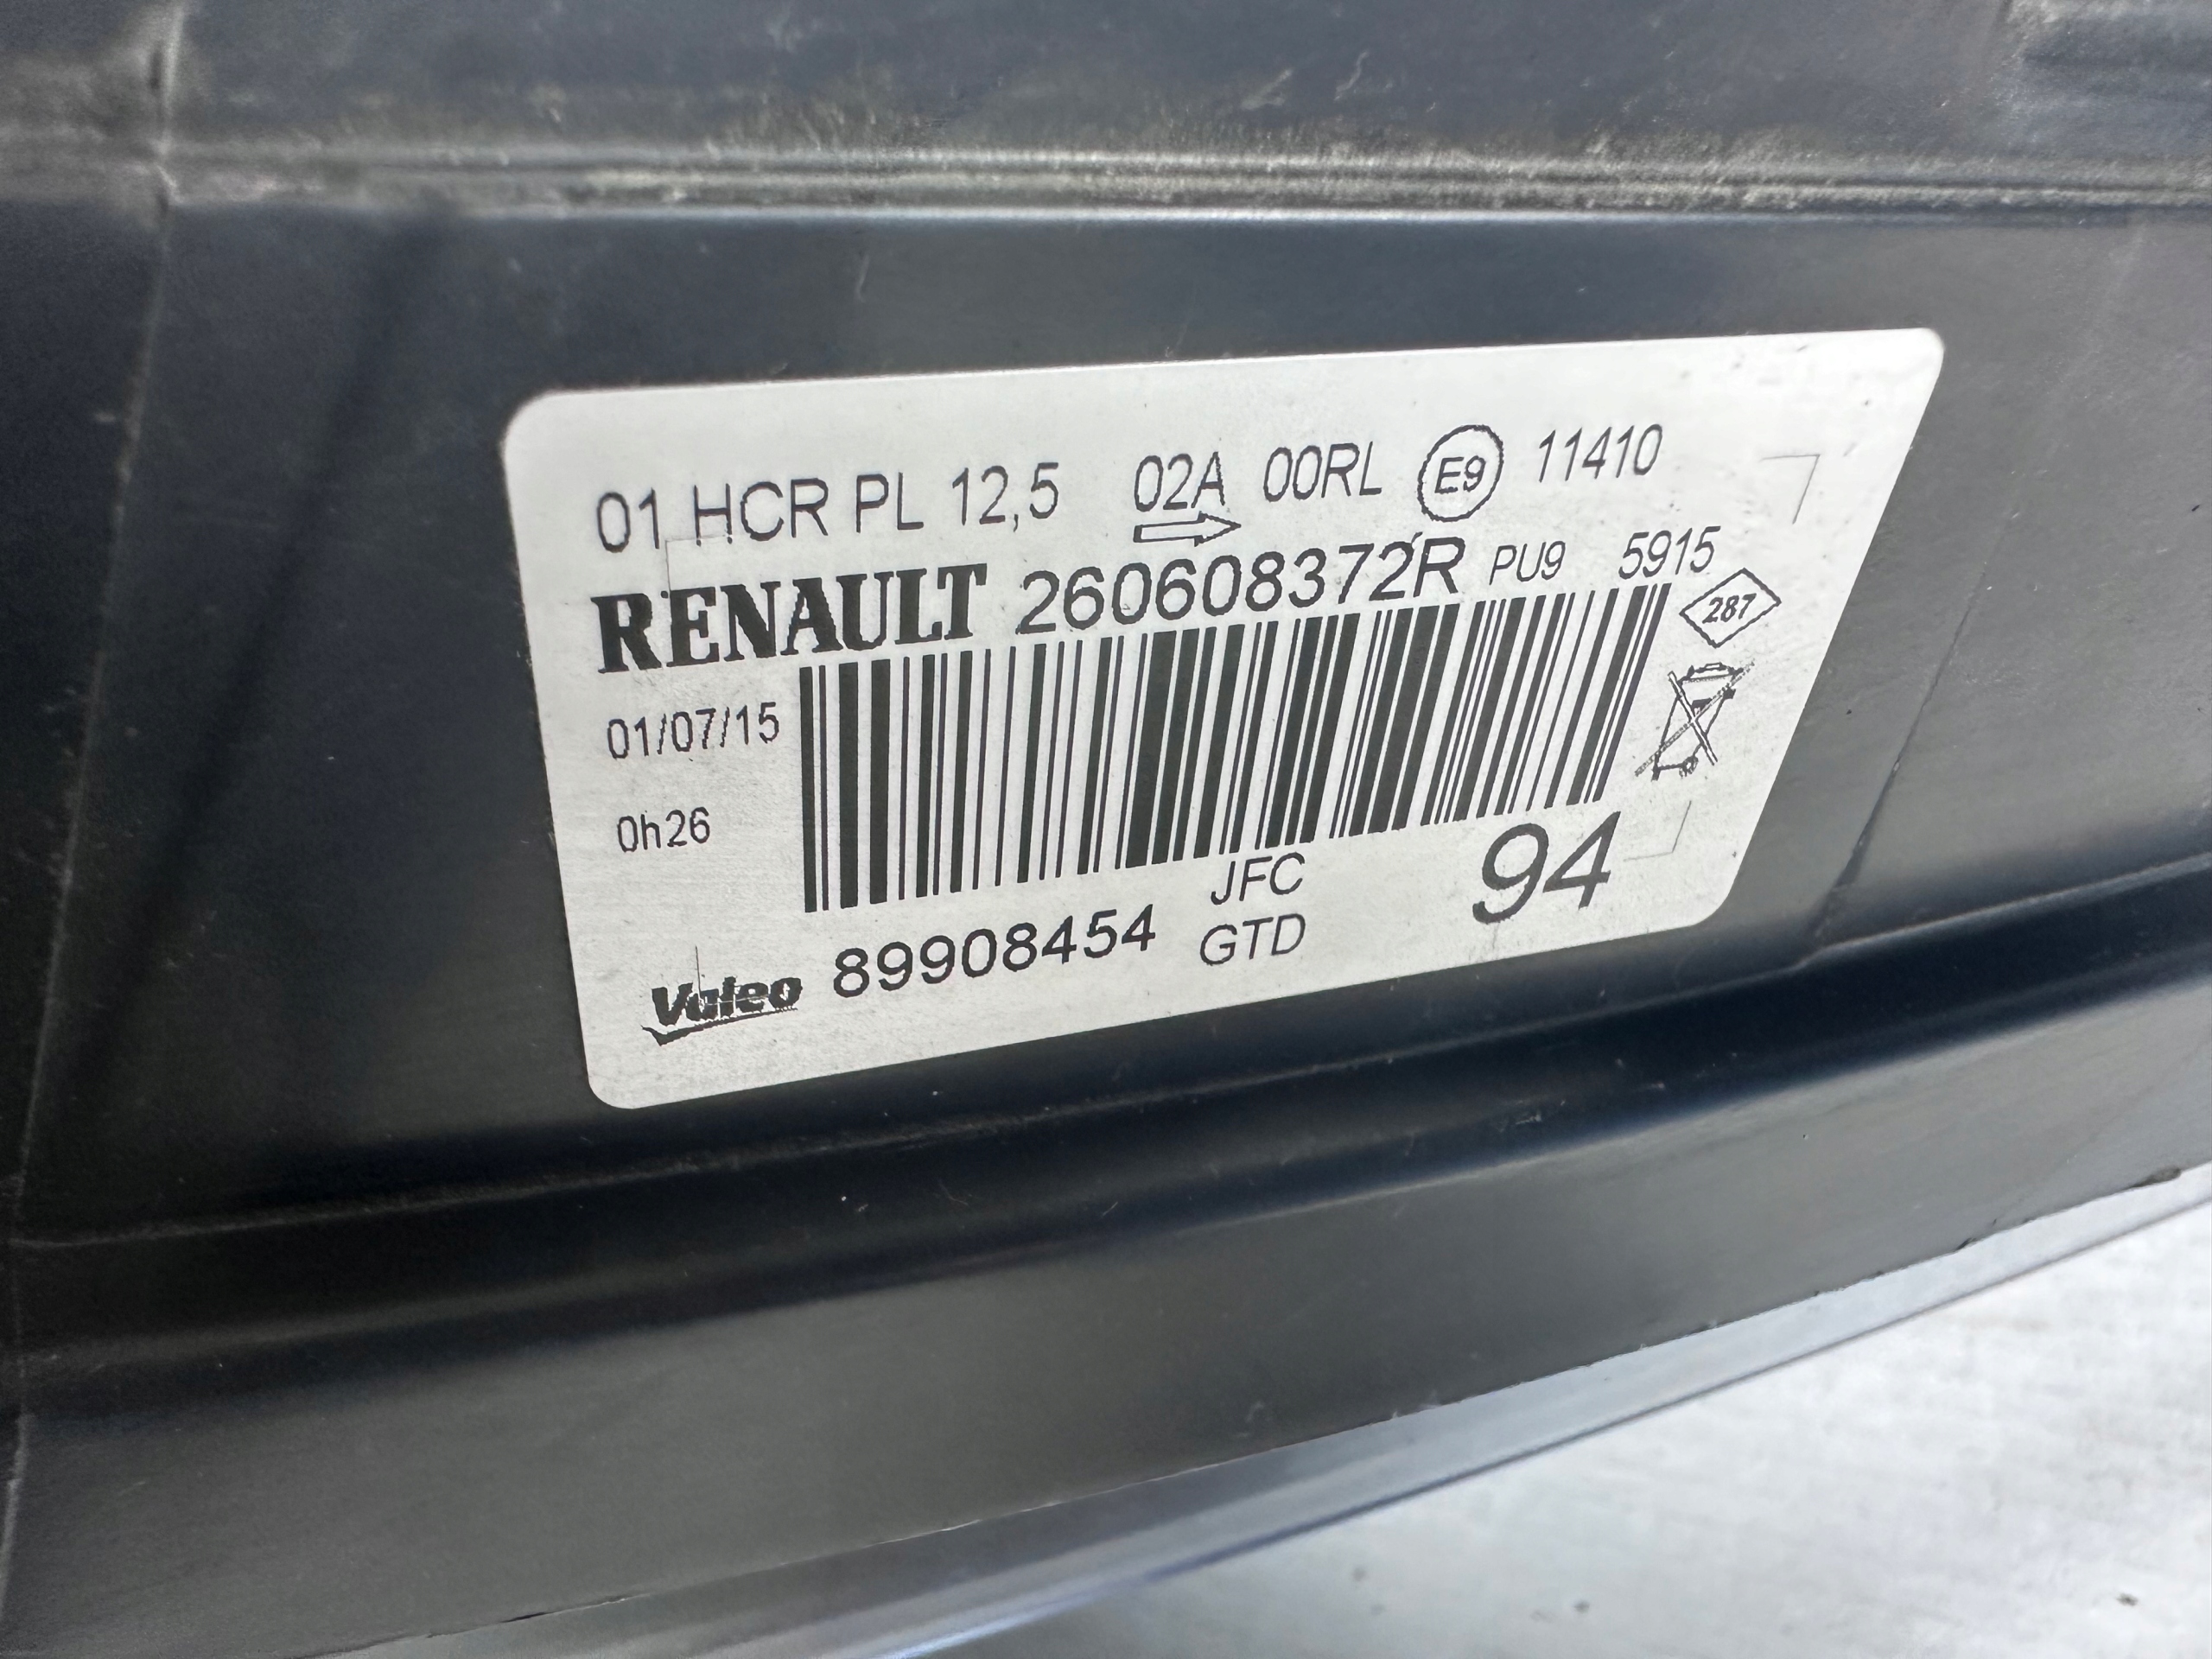 01 HCR PL 12,5 02A 00RL E9 11410
RENAULT 260608372R PU9 5915
287
01/07/15
0h26
JFC
94
Valeo 89908454 GTD